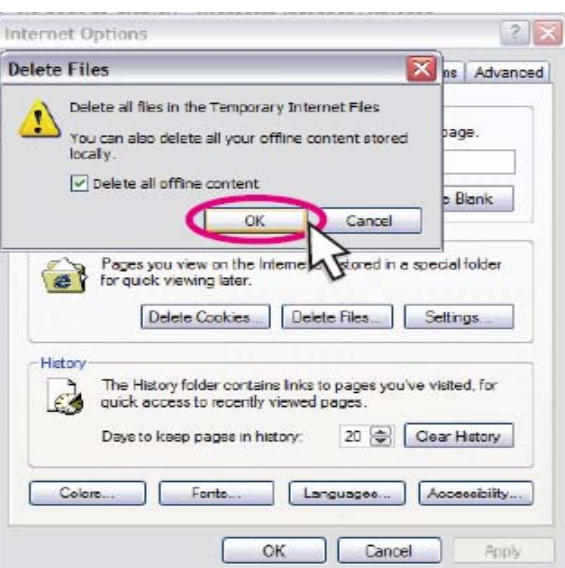 Internet Options
Delete Files
ns Advanced
Delete all files in the Temporary Internet Files
You can also delete all your offline content stored
locally.
Delete all offline content
OK Cancel
page.
e Blank
Pages you view on the Interne stored in a special folder
for quick viewing later.
Delete Cookies... Delete Files... Settings...
History
The History folder contains links to pages you've visited, for
quick access to recently viewed pages.
Days to keep pages in history: 20 Clear History
Colors... Fonts... Languages... Accessibility...
OK Cancel Apply